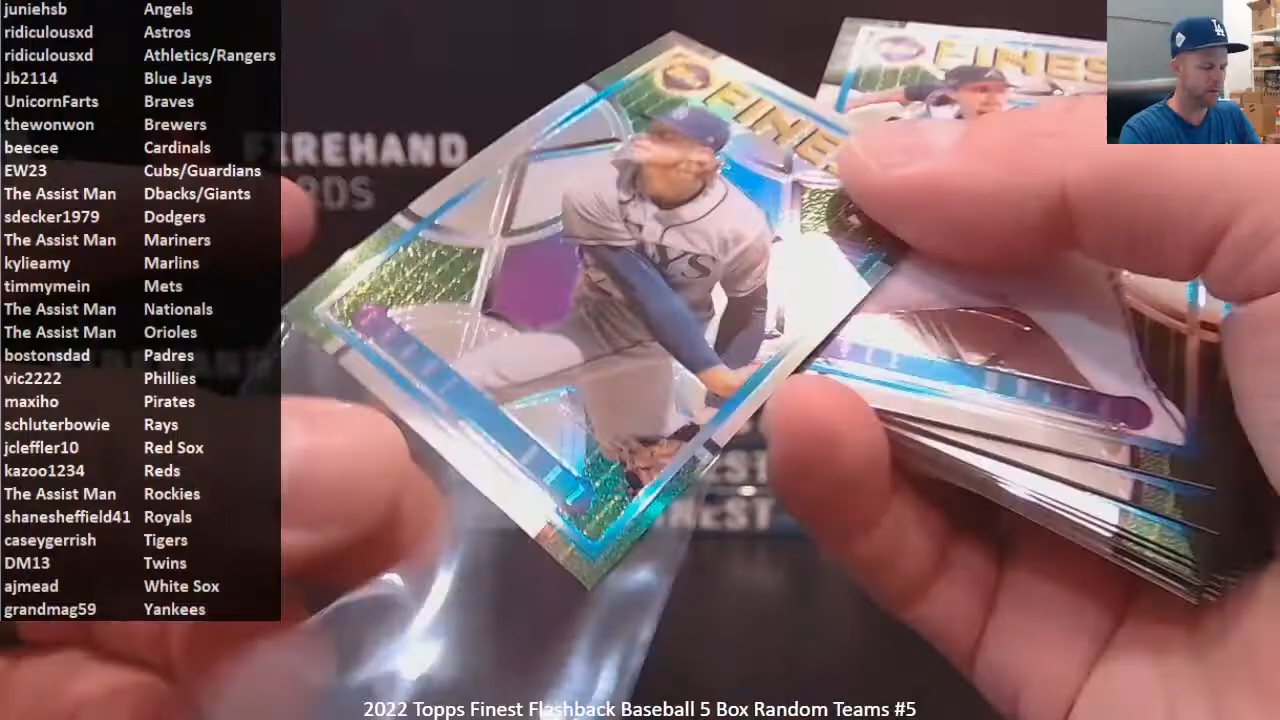 juniehsb Angels
ridiculousxd Astros
ridiculousxd Athletics/Rangers
Jb2114 Blue Jays
UnicornFarts Braves
thewonwon Brewers
beecee Cardinals
EW23 Cubs/Guardians
The Assist Man Dbacks/Giants
sdecker1979 Dodgers
The Assist Man Mariners
kylieamy Marlins
timmymein Mets
The Assist Man Nationals
The Assist Man Orioles
bostonsdad Padres
vic2222 Phillies
maxiho Pirates
schluterbowie Rays
jcleffler10 Red Sox
kazoo1234 Reds
The Assist Man Rockies
shanesheffield41 Royals
caseygerrish Tigers
DM13 Twins
ajmead White Sox
grandmag59 Yankees
FIREHAND
FINES
LA
2022 Topps Finest Flashback Baseball 5 Box Random Teams #5